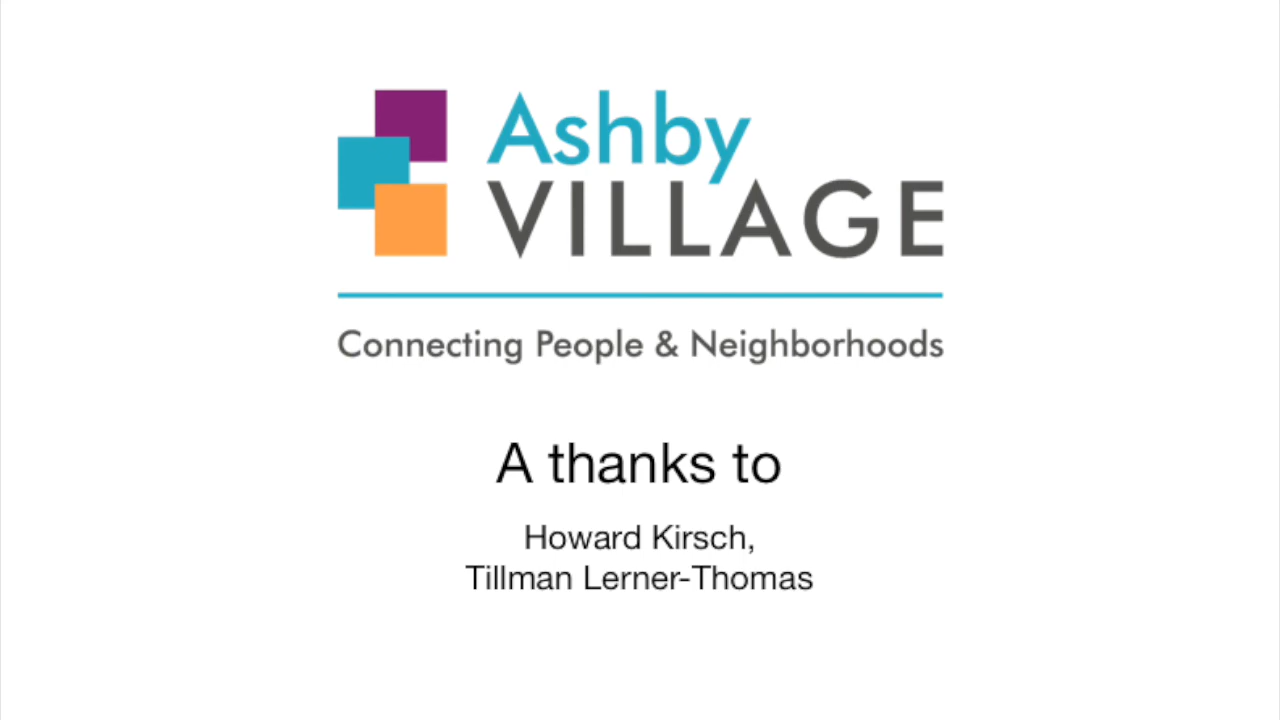 Ashby
VILLAGE
Connecting People & Neighborhoods
A thanks to
Howard Kirsch,
Tillman Lerner-Thomas